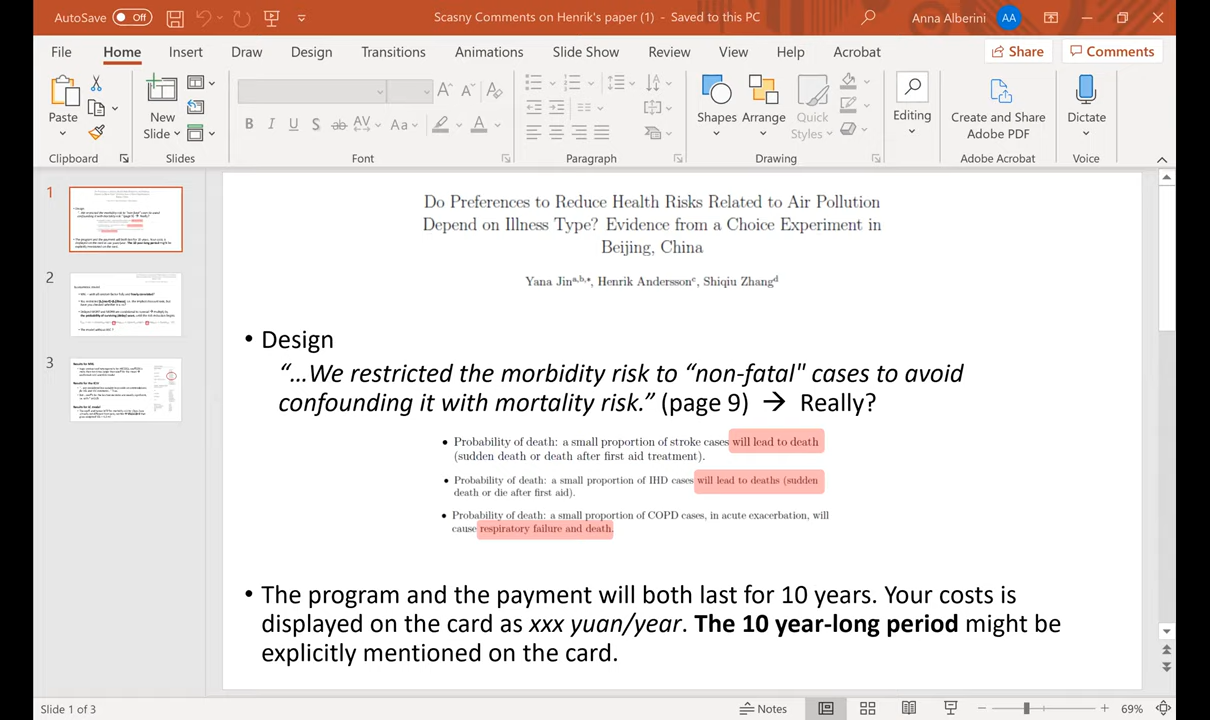 AutoSave Off Scasny Comments on Henrik's paper (1) - Saved to this PC Anna Alberini AA
File Home Insert Draw Design Transitions Animations Slide Show Review View Help Acrobat Share Comments
Paste New Slide Shapes Arrange Quick Styles Editing Create and Share Adobe PDF Dictate
B I U S ab AV Aa A
Clipboard Slides Font Paragraph Drawing Adobe Acrobat Voice
1
2
3
Do Preferences to Reduce Health Risks Related to Air Pollution
Depend on Illness Type? Evidence from a Choice Experiment in
Beijing, China
Yana Jin a,b,*, Henrik Andersson c, Shiqiu Zhang d
• Design
“…We restricted the morbidity risk to “non-fatal" cases to avoid
confounding it with mortality risk.” (page 9) → Really?
• Probability of death: a small proportion of stroke cases will lead to death
(sudden death or death after first aid treatment).
• Probability of death: a small proportion of IHD cases will lead to deaths (sudden
death or die after first aid).
• Probability of death: a small proportion of COPD cases, in acute exacerbation, will
cause respiratory failure and death.
• The program and the payment will both last for 10 years. Your costs is
displayed on the card as xxx yuan/year. The 10 year-long period might be
explicitly mentioned on the card.
Slide 1 of 3 Notes 69%